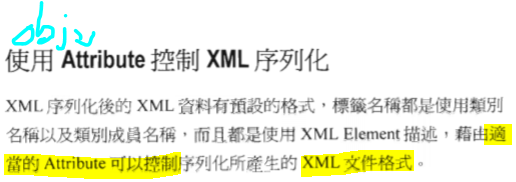 使用 Attribute 控制 XML 序列化
XML 序列化後的 XML 資料有預設的格式，標籤名稱都是使用類別
名稱以及類別成員名稱，而且都是使用 XML Element 描述，藉由適
當的 Attribute 可以控制序列化所產生的 XML 文件格式。